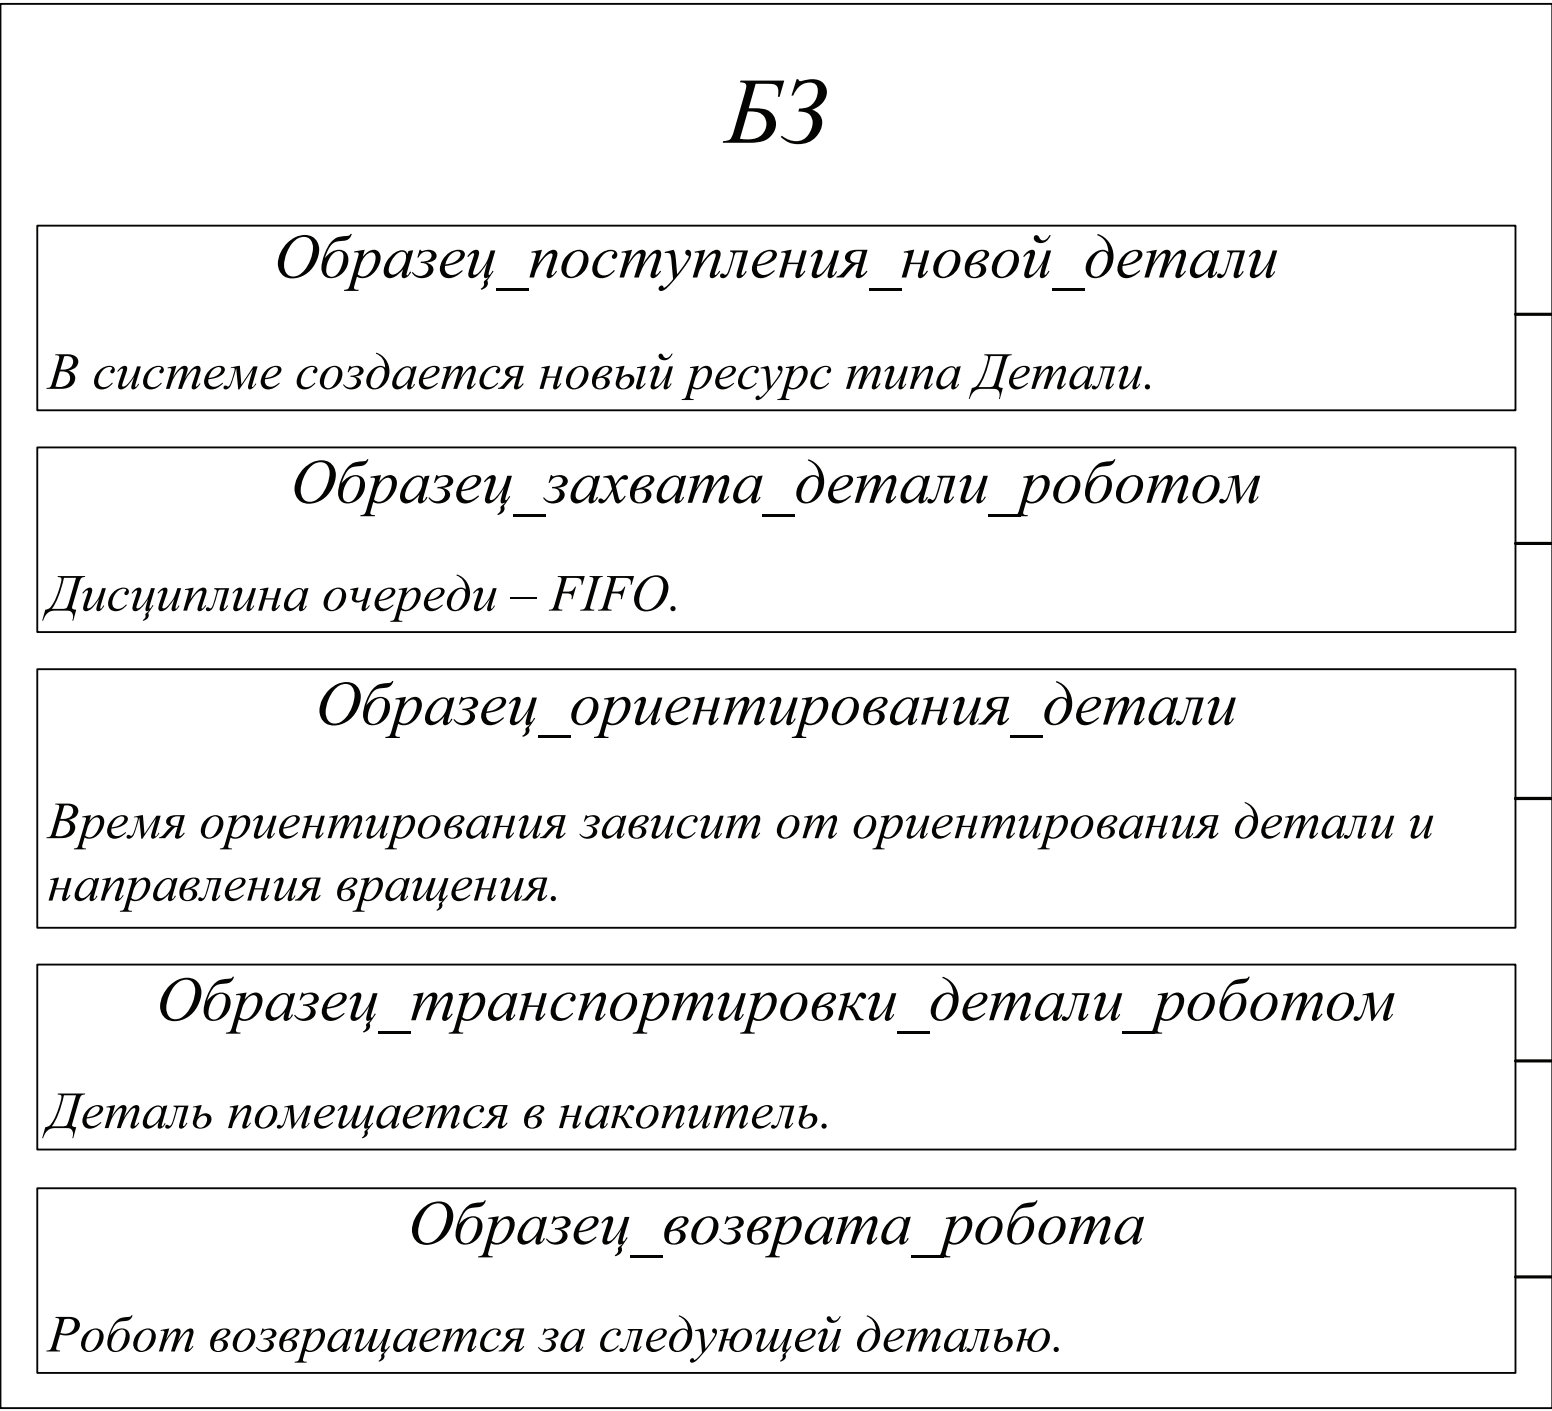 БЗ
Образец_поступления_новой_детали
В системе создается новый ресурс типа Детали.
Образец_захвата_детали_роботом
Дисциплина очереди – FIFO.
Образец_ориентирования_детали
Время ориентирования зависит от ориентирования детали и
направления вращения.
Образец_транспортировки_детали_роботом
Деталь помещается в накопитель.
Образец_возврата_робота
Робот возвращается за следующей деталью.